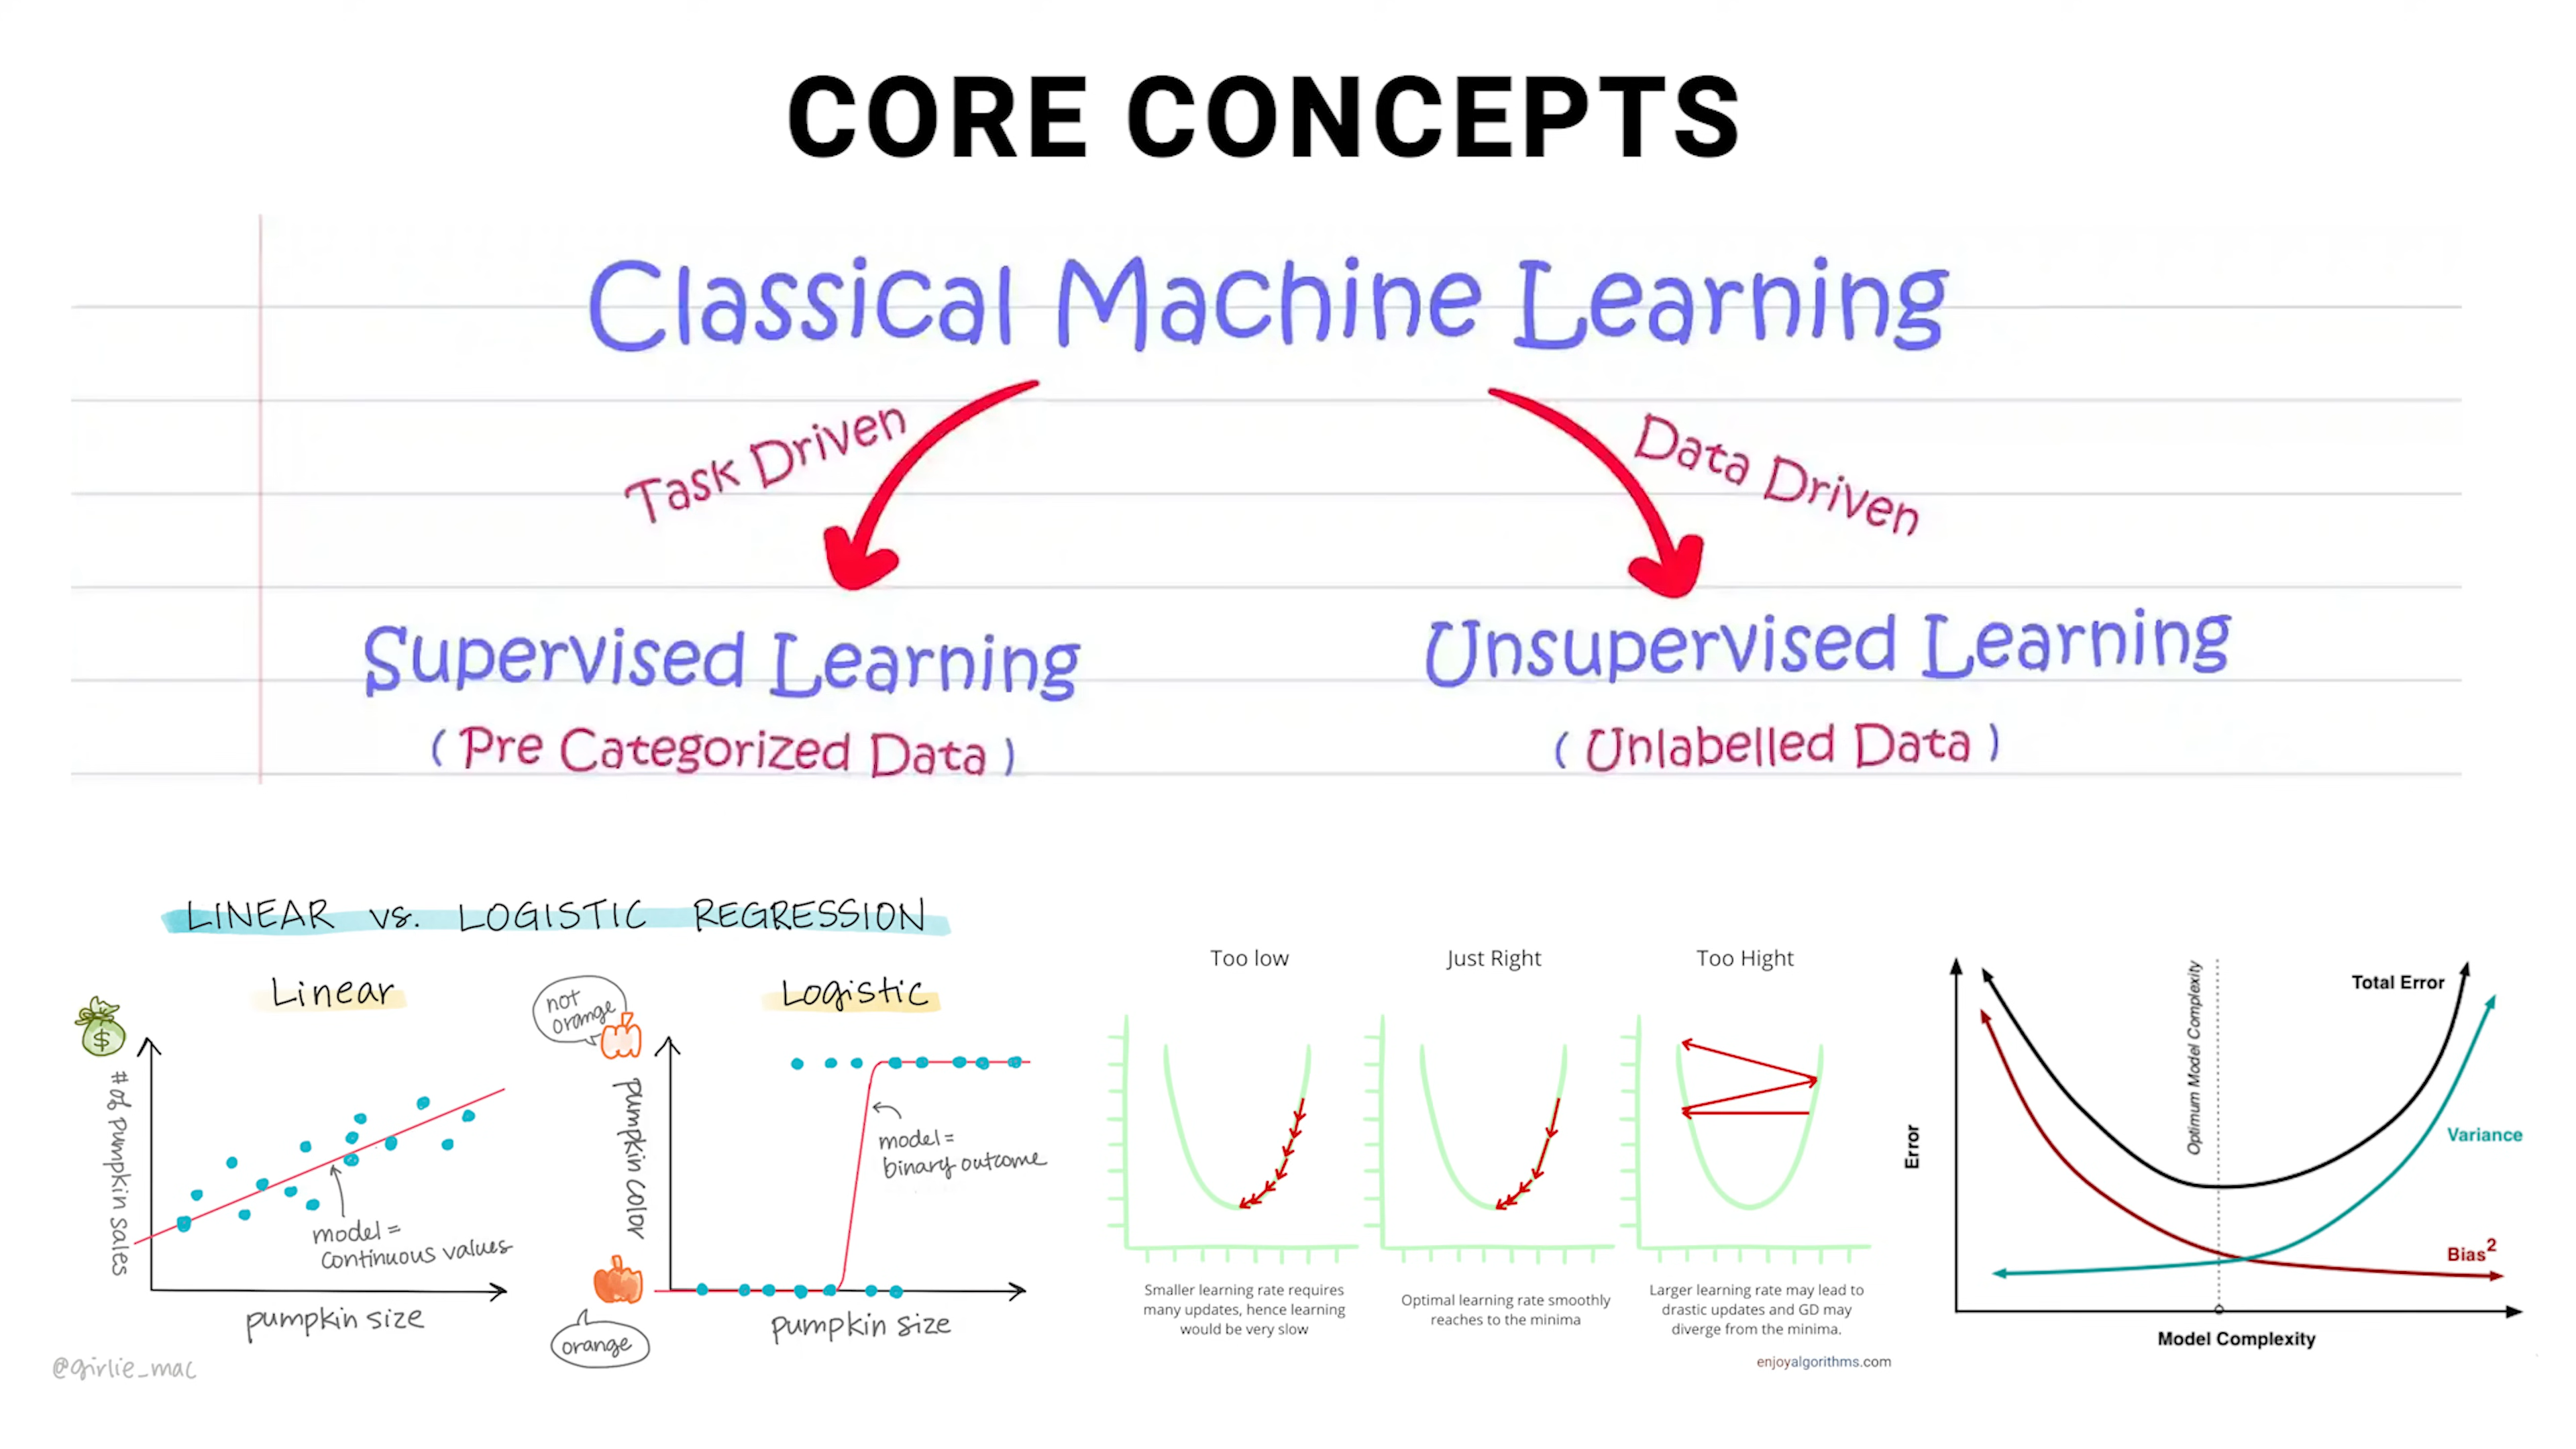 CORE CONCEPTS
Classical Machine Learning
Task Driven
Data Driven
Supervised Learning
( Pre Categorized Data )
Unsupervised Learning
( Unlabelled Data )
LINEAR vs. LOGISTIC REGRESSION
Linear
$
# of pumpkin sales
model =
continuous values
pumpkin size
Logistic
not
orange
pumpkin color
model =
binary outcome
orange
pumpkin size
@girlie_mac
Too low
Smaller learning rate requires
many updates, hence learning
would be very slow
Just Right
Optimal learning rate smoothly
reaches to the minima
Too Hight
Larger learning rate may lead to
drastic updates and GD may
diverge from the minima.
enjoyalgorithms.com
Error
Optimum Model Complexity
Total Error
Variance
Bias²
Model Complexity